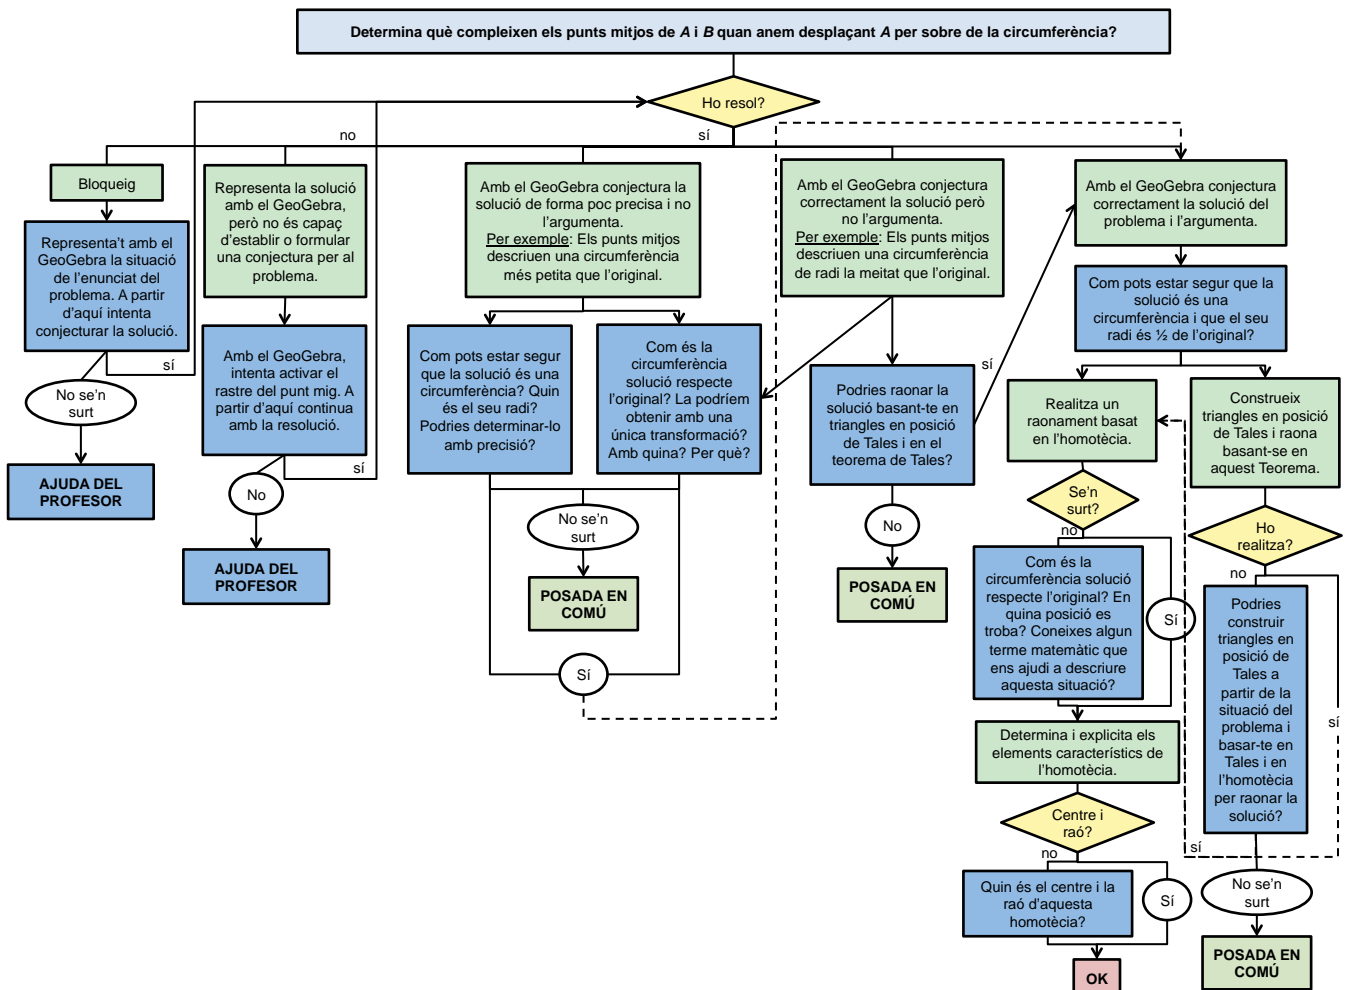 Determina què compleixen els punts mitjos de A i B quan anem desplaçant A per sobre de la circumferència?
Ho resol?
no
sí
Bloqueig
Representa't amb el
GeoGebra la situació
de l'enunciat del
problema. A partir
d'aquí intenta
conjecturar la solució.
sí
No se'n
surt
AJUDA DEL
PROFESOR
Representa la solució
amb el GeoGebra,
però no és capaç
d'establir o formular
una conjectura per al
problema.
Amb el GeoGebra,
intenta activar el
rastre del punt mig. A
partir d'aquí continua
amb la resolució.
sí
No
AJUDA DEL
PROFESOR
Amb el GeoGebra conjectura la
solució de forma poc precisa i no
l'argumenta.
Per exemple: Els punts mitjos
descriuen una circumferència
més petita que l'original.
Com pots estar segur
que la solució és una
circumferència? Quin
és el seu radi?
Podries determinar-lo
amb precisió?
Com és la
circumferència
solució respecte
l'original? La podríem
obtenir amb una
única transformació?
Amb quina? Per què?
No se'n
surt
POSADA EN
COMÚ
Sí
Amb el GeoGebra conjectura
correctament la solució però
no l'argumenta.
Per exemple: Els punts mitjos
descriuen una circumferència
de radi la meitat que l'original.
Podries raonar la
solució basant-te en
triangles en posició
de Tales i en el
teorema de Tales?
sí
No
POSADA EN
COMÚ
Amb el GeoGebra conjectura
correctament la solució del
problema i l'argumenta.
Com pots estar segur que la
solució és una
circumferència i que el seu
radi és ½ de l'original?
Realitza un
raonament basat
en l'homotècia.
Se'n
surt?
no
Com és la
circumferència solució
respecte l'original? En
quina posició es
troba? Coneixes algun
terme matemàtic que
ens ajudi a descriure
aquesta situació?
Sí
Determina i explicita els
elements característics de
l'homotècia.
Centre i
raó?
no
Quin és el centre i la
raó d'aquesta
homotècia?
Sí
OK
Construeix
triangles en posició
de Tales i raona
basant-se en
aquest Teorema.
Ho
realitza?
no
Podries
construir
triangles en
posició de
Tales a
partir de la
situació del
problema i
basar-te en
Tales i en
l'homotècia
per raonar la
solució?
sí
sí
No se'n
surt
POSADA EN
COMÚ